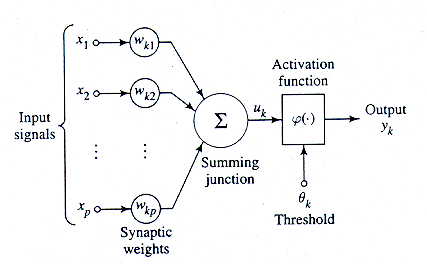 x1
wk1
x2
wk2
Input
signals
xp
wkp
Synaptic
weights
Σ
Summing
junction
uk
Activation
function
φ(·)
θk
Threshold
Output
yk